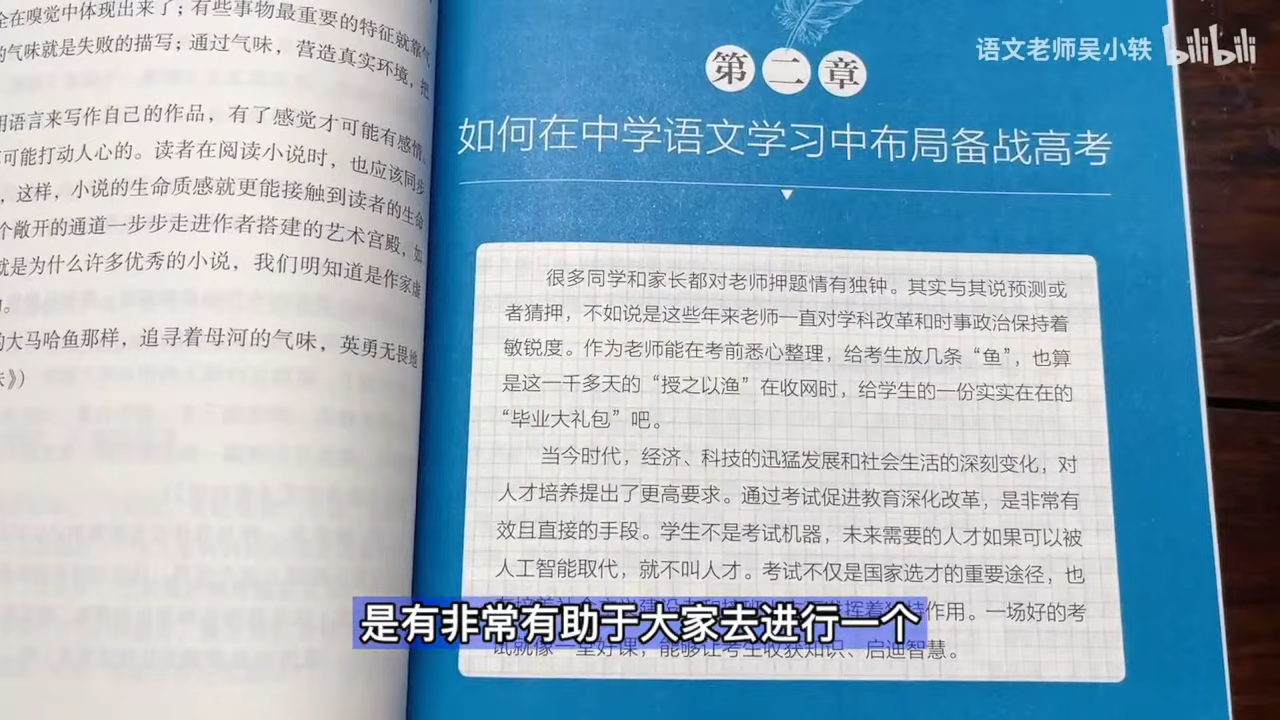 全在嗅觉中体现出来了；有些事物最重要的特征就靠气
的气味就是失败的描写；通过气味，营造真实环境，把
用语言来写作自己的作品，有了感觉才可能有感情，
可能打动人心的。读者在阅读小说时，也应该同步
，这样，小说的生命质感就更能接触到读者的生命
个敞开的通道一步步走进作者搭建的艺术宫殿，如
就是为什么许多优秀的小说，我们明知道是作家虚
的。
的大马哈鱼那样，追寻着母河的气味，英勇无畏地
》）
语文老师吴小轶 bilibili
第二章
如何在中学语文学习中布局备战高考
很多同学和家长都对老师押题情有独钟。其实与其说预测或
者猜押，不如说是这些年来老师一直对学科改革和时事政治保持着
敏锐度。作为老师能在考前悉心整理，给考生放几条“鱼”，也算
是这一千多天的“授之以渔”在收网时，给学生的一份实实在在的
“毕业大礼包”吧。
当今时代，经济、科技的迅猛发展和社会生活的深刻变化，对
人才培养提出了更高要求。通过考试促进教育深化改革，是非常有
效且直接的手段。学生不是考试机器，未来需要的人才如果可以被
人工智能取代，就不叫人才。考试不仅是国家选才的重要途径，也
作用。一场好的考
试就像一堂好课，能够让考生收获知识、启迪智慧。
是有非常有助于大家去进行一个